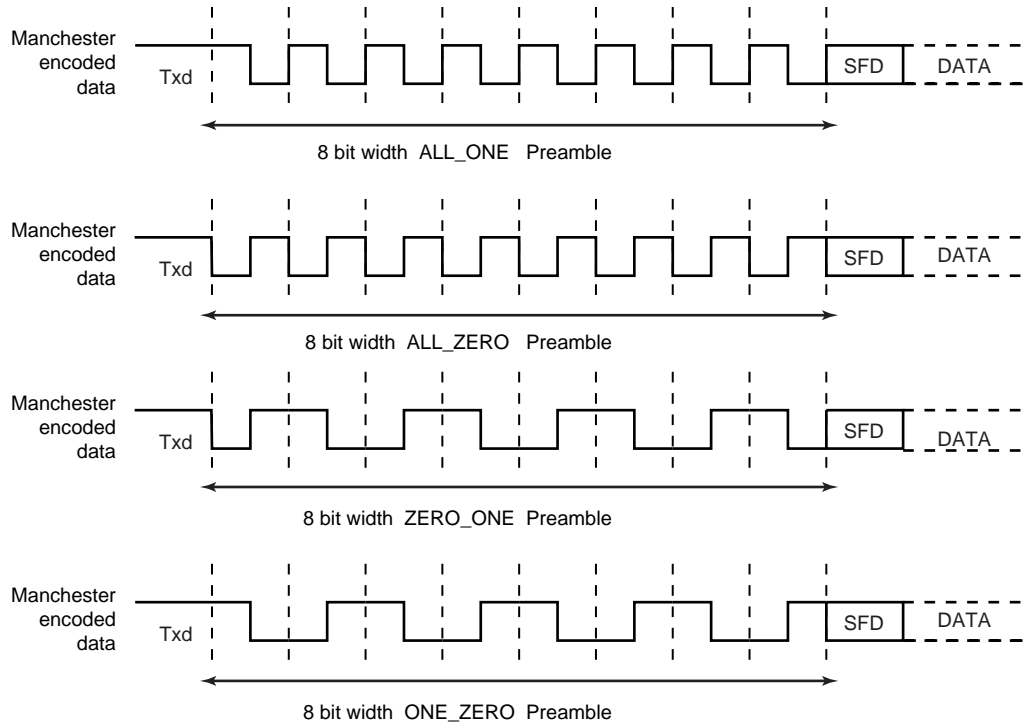 Manchester
encoded
data
Txd
SFD
DATA
8 bit width ALL_ONE Preamble
Manchester
encoded
data
Txd
SFD
DATA
8 bit width ALL_ZERO Preamble
Manchester
encoded
data
Txd
SFD
DATA
8 bit width ZERO_ONE Preamble
Manchester
encoded
data
Txd
SFD
DATA
8 bit width ONE_ZERO Preamble